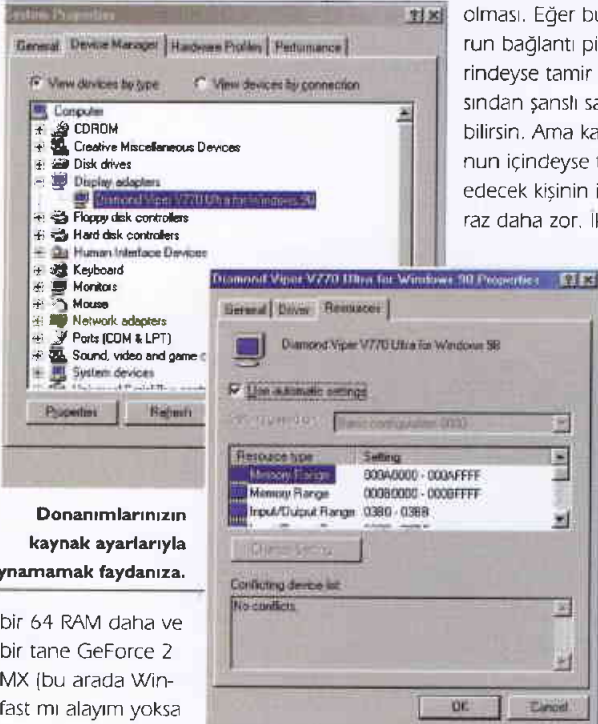 System Properties
General Device Manager Hardware Profiles Performance
View devices by type View devices by connection
Computer
CDROM
Creative Miscellaneous Devices
Disk drives
Display adapters
Diamond Viper V770 Ultra for Windows 98
Floppy disk controllers
Hard disk controllers
Human Interface Devices
Keyboard
Monitors
Mouse
Network adapters
Ports (COM & LPT)
Sound, video and game c
System devices
Properties Refresh
olması. Eğer bu
run bağlantı pi
rindeyse tamir
sından şanslı sa
bilirsin. Ama ka
nun içindeyse t
edecek kişinin i
raz daha zor. İk
Diamond Viper V770 Ultra for Windows 98 Properties
General Driver Resources
Diamond Viper V770 Ultra for Windows 98
Use automatic settings
Basic configuration 0000
Resource type Setting
Memory Range 000A0000 - 000AFFFF
Memory Range 000B0000 - 000BFFFF
Input/Output Range 03B0 - 03BB
Change Setting...
Conflicting device list:
No conflicts.
OK Cancel
Donanımlarınızın
kaynak ayarlarıyla
ynamamak faydanıza.
bir 64 RAM daha ve
bir tane GeForce 2
MX (bu arada Win-
fast mı alayım yoksa